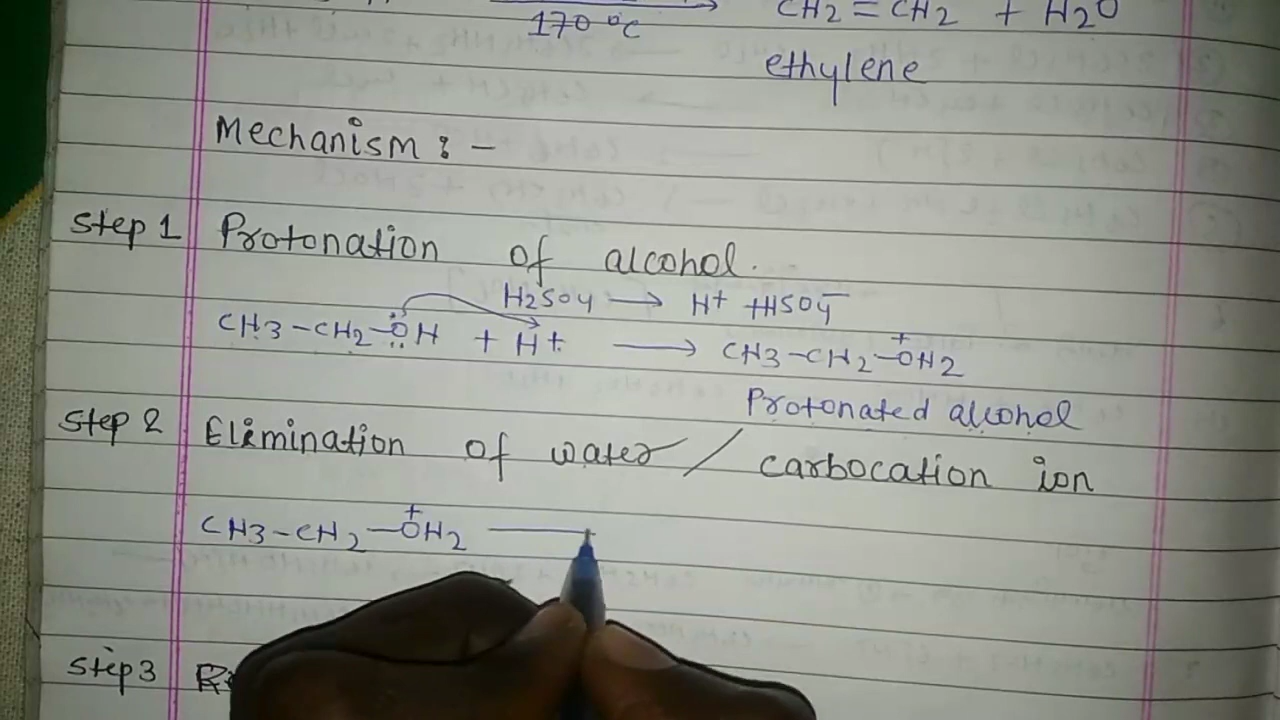 170 °C CH2 = CH2 + H2O
ethylene
Mechanism : -
Step 1 Protonation of alcohol.
H2SO4 → H+ + HSO4-
CH3-CH2-ÖH + H+ → CH3-CH2-O+H2
Protonated alcohol
Step 2 Elimination of water / carbocation ion
CH3-CH2-O+H2 —
Step 3